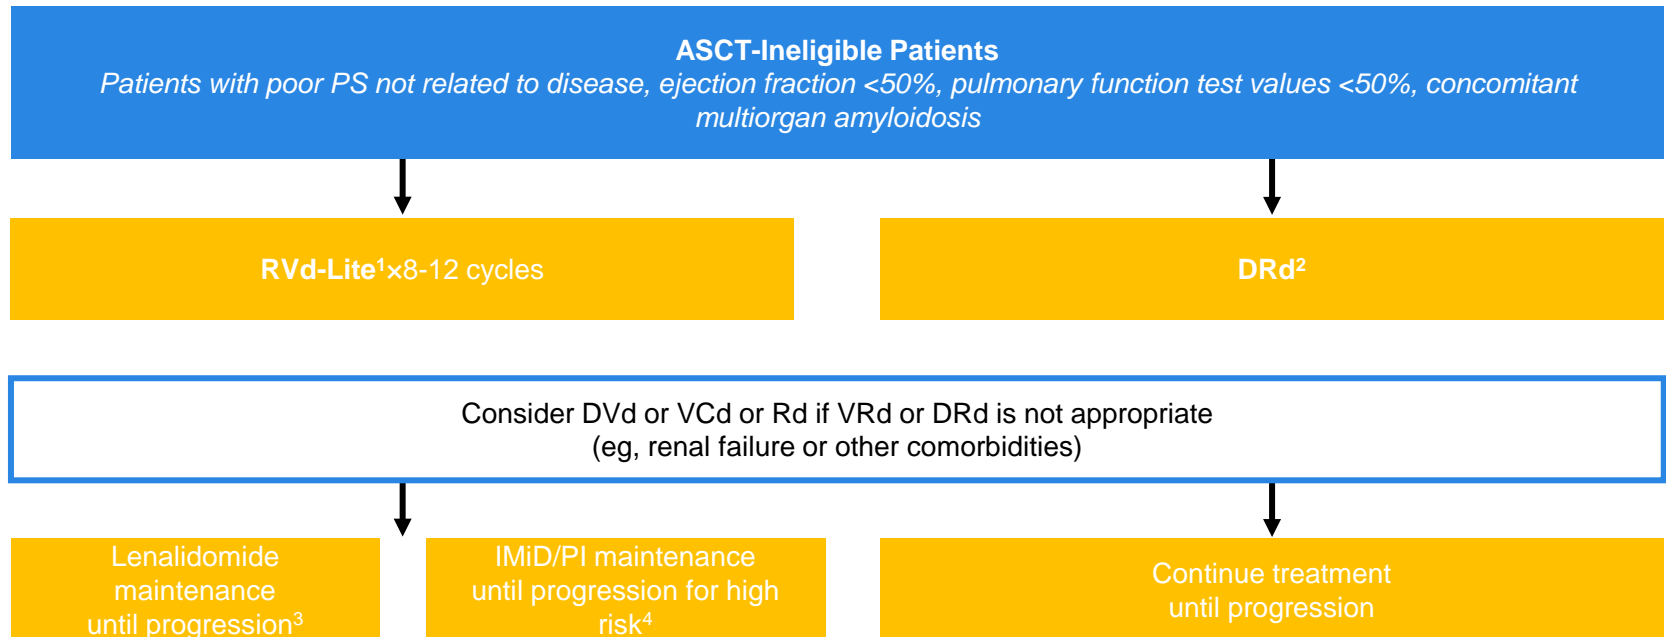 ASCT-Ineligible Patients
Patients with poor PS not related to disease, ejection fraction <50%, pulmonary function test values <50%, concomitant
multiorgan amyloidosis
RVd-Lite¹×8-12 cycles
DRd²
Consider DVd or VCd or Rd if VRd or DRd is not appropriate
(eg, renal failure or other comorbidities)
Lenalidomide
maintenance
until progression³
IMiD/PI maintenance
until progression for high
risk⁴
Continue treatment
until progression